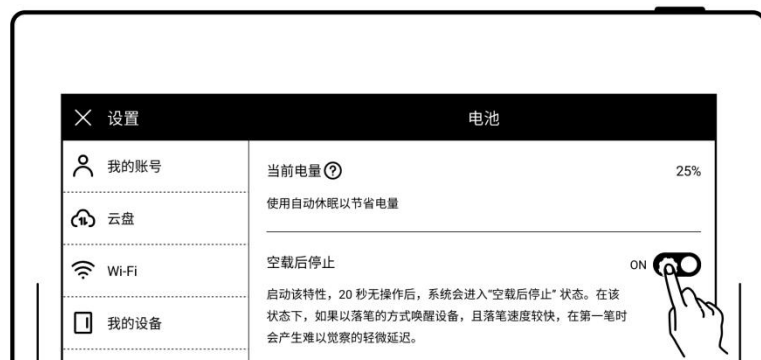 设置
电池
我的账号
云盘
Wi-Fi
我的设备
当前电量?
25%
使用自动休眠以节省电量
空载后停止
ON
启动该特性，20 秒无操作后，系统会进入“空载后停止” 状态。在该
状态下，如果以落笔的方式唤醒设备，且落笔速度较快，在第一笔时
会产生难以觉察的轻微延迟。